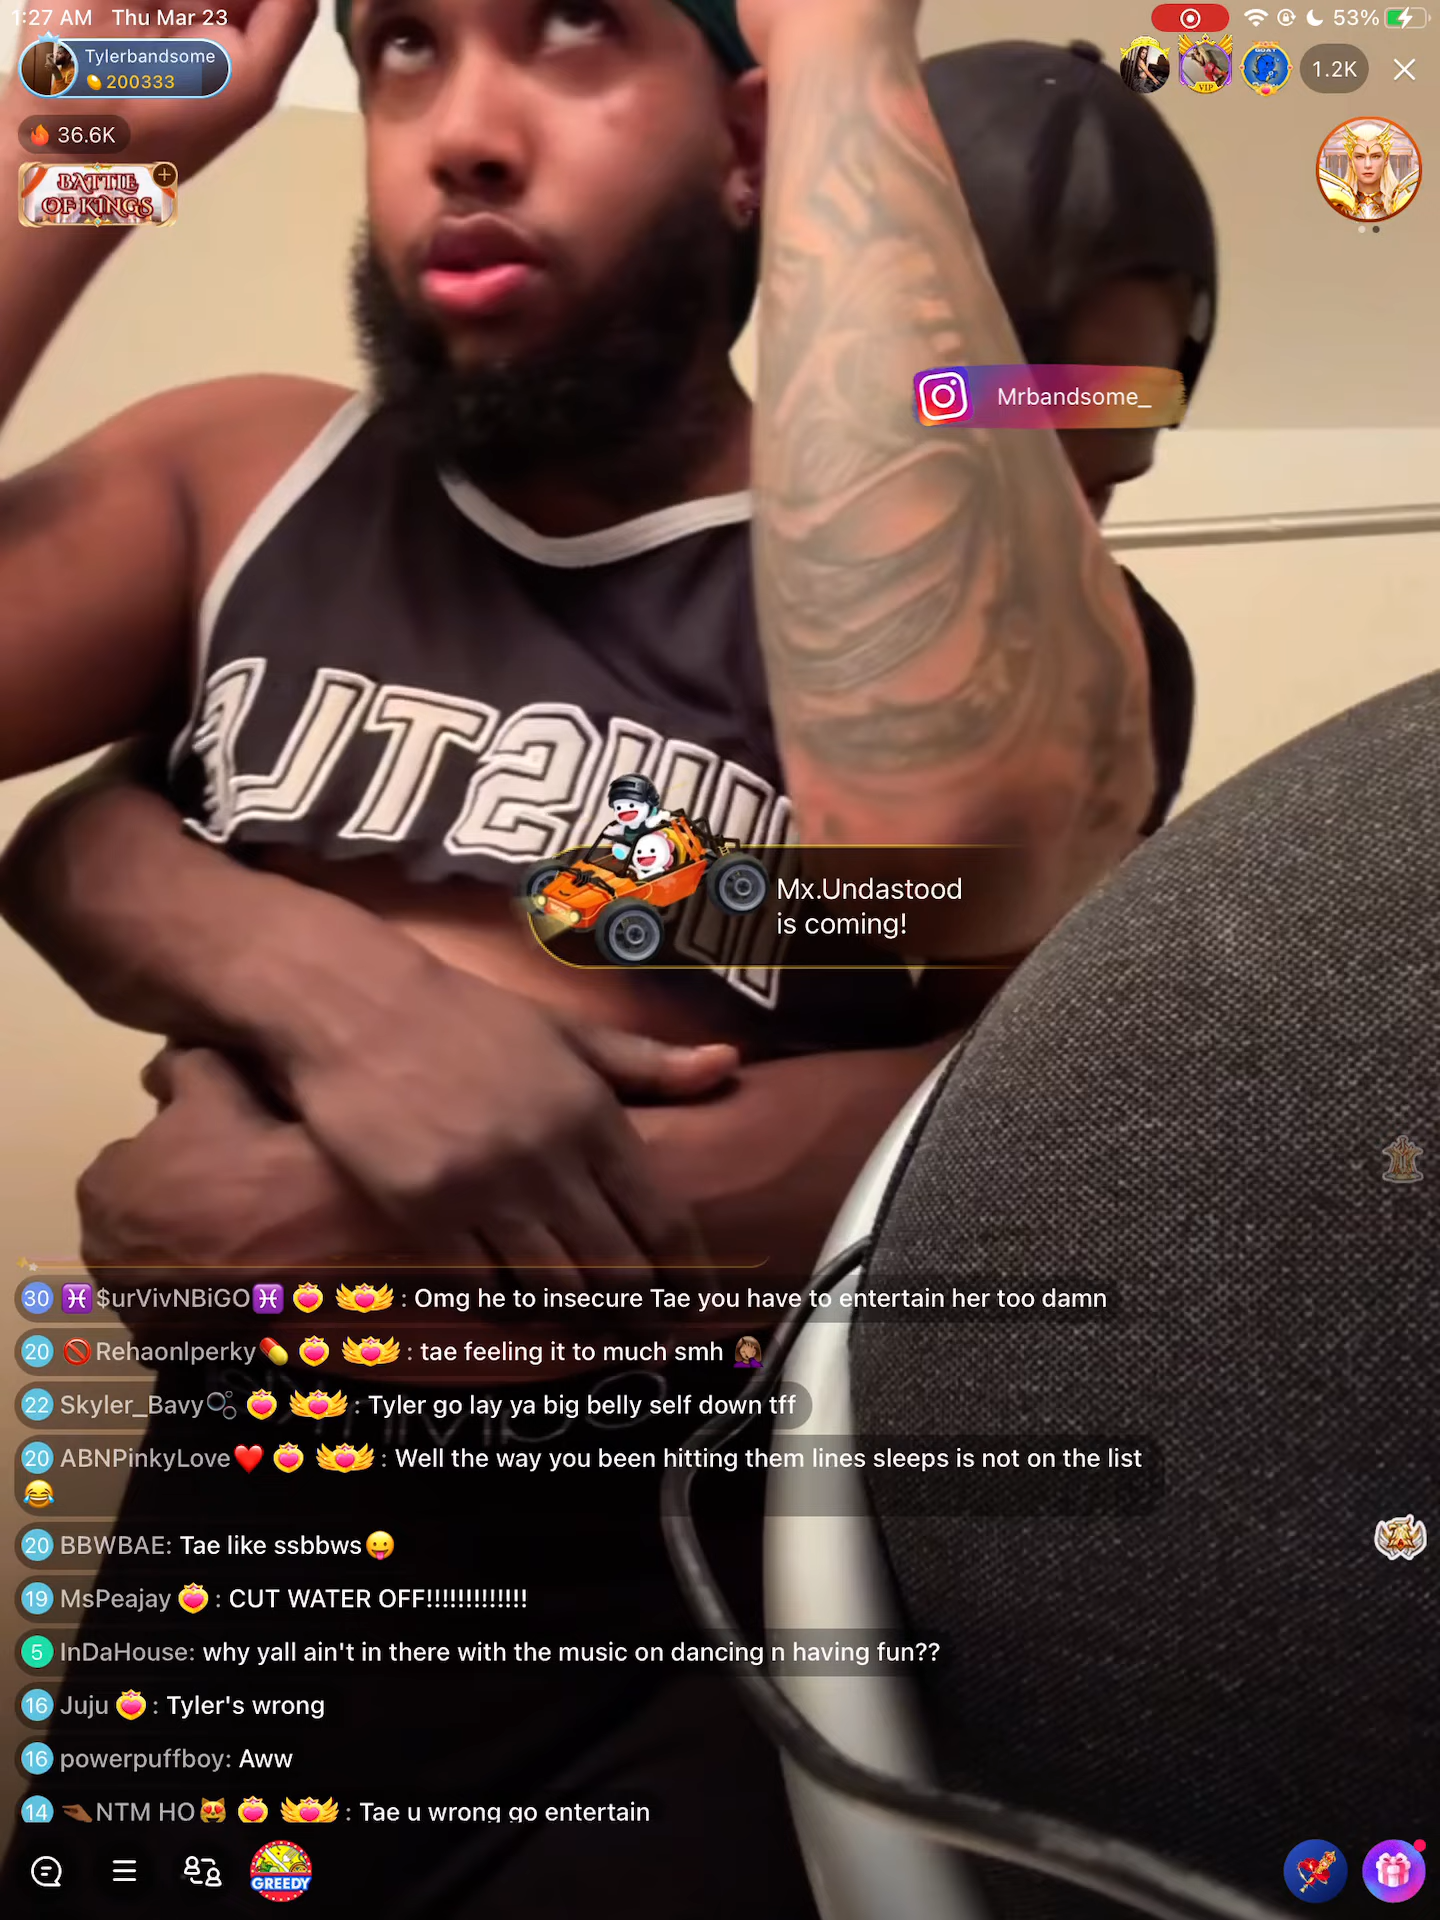 1:27 AM Thu Mar 23
53%
Tylerbandsome
200333
1.2K
VIP
36.6K
BATTLE
OF KINGS
Mrbandsome_
Mx.Undastood
is coming!
30 ♓$urVivNBiGO♓ : Omg he to insecure Tae you have to entertain her too damn
20 🚫Rehaonlperky💊 : tae feeling it to much smh 🤦🏾‍♀️
22 Skyler_Bavy🫧 : Tyler go lay ya big belly self down tff
20 ABNPinkyLove❤️ : Well the way you been hitting them lines sleeps is not on the list
😂
20 BBWBAE: Tae like ssbbws😛
19 MsPeajay : CUT WATER OFF!!!!!!!!!!!!!
5 InDaHouse: why yall ain't in there with the music on dancing n having fun??
16 Juju : Tyler's wrong
16 powerpuffboy: Aww
14 NTM HO😻 : Tae u wrong go entertain
GREEDY